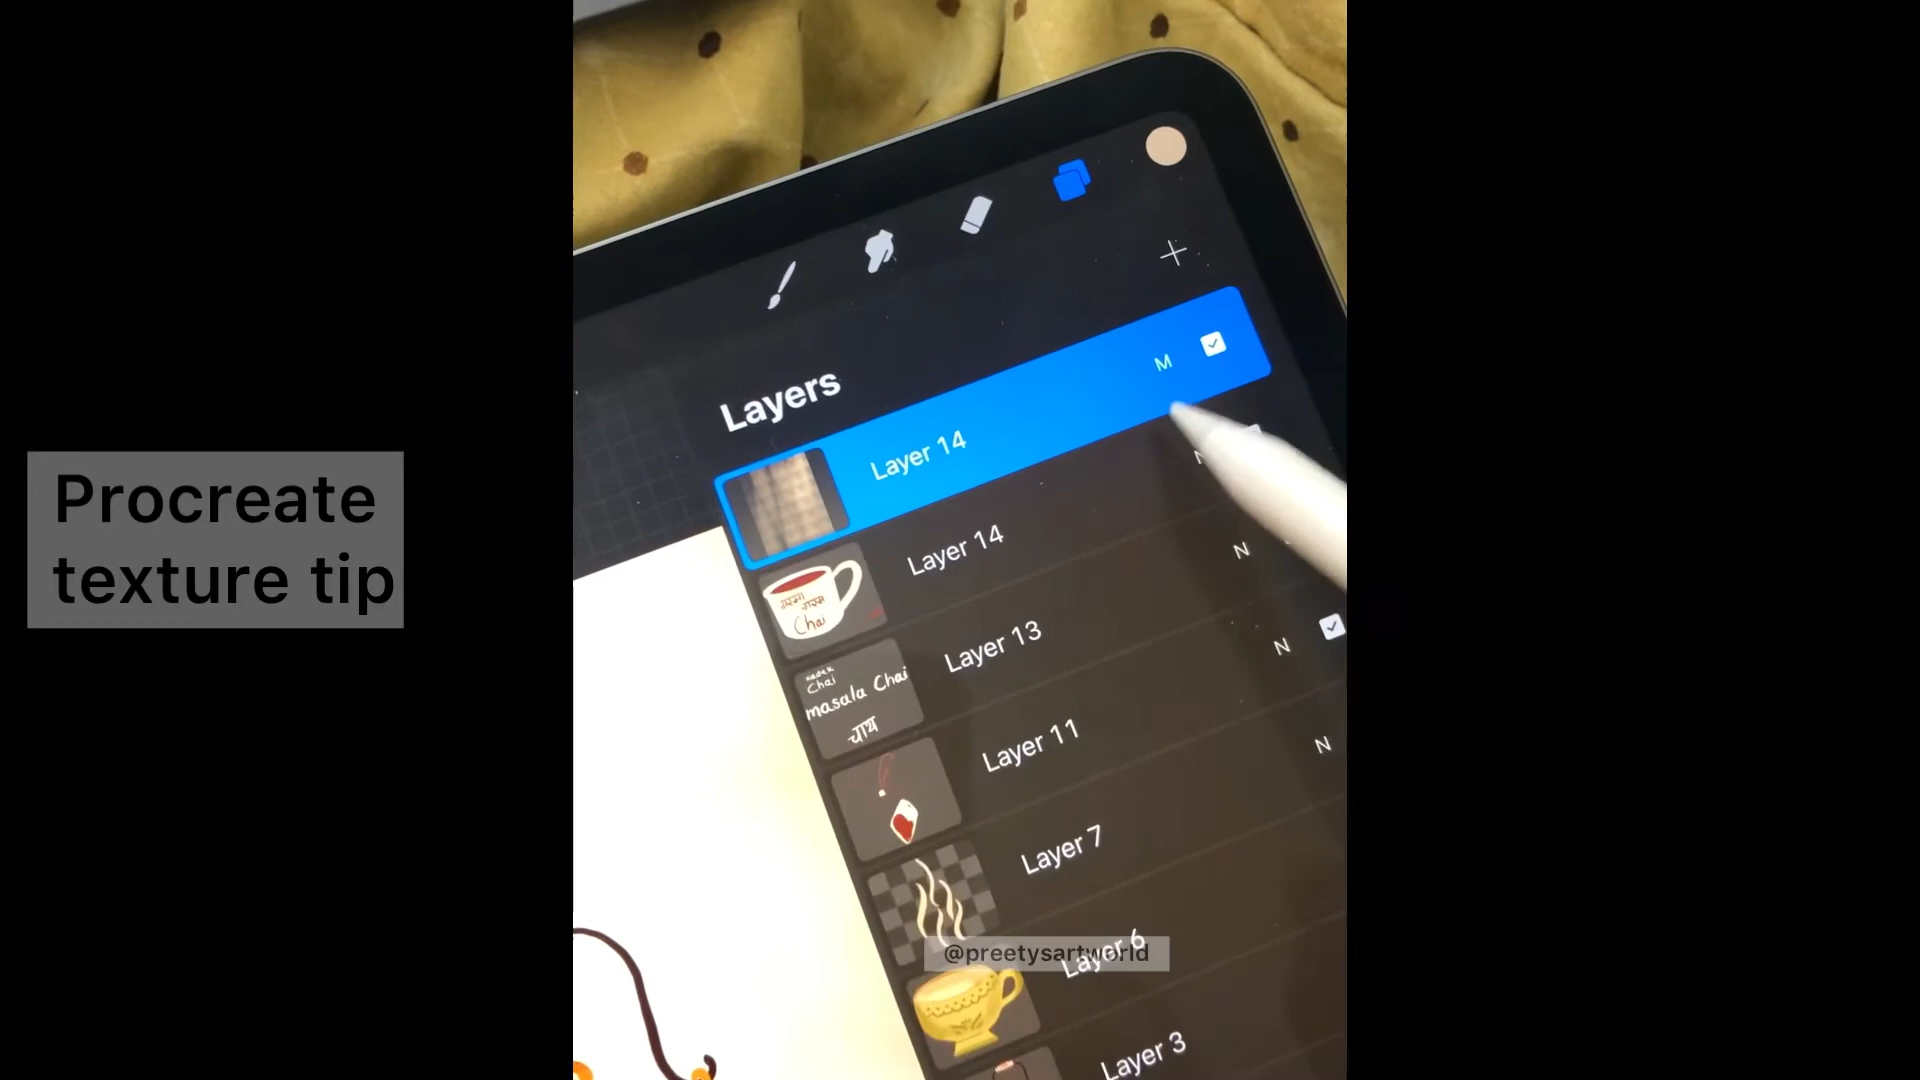 Procreate
texture tip
Layers
Layer 14
M
Layer 14
N
Chai
Layer 13
N
Chai
masala Chai
चाय
Layer 11
N
Layer 7
N
Layer 6
@preetysartworld
Layer 3